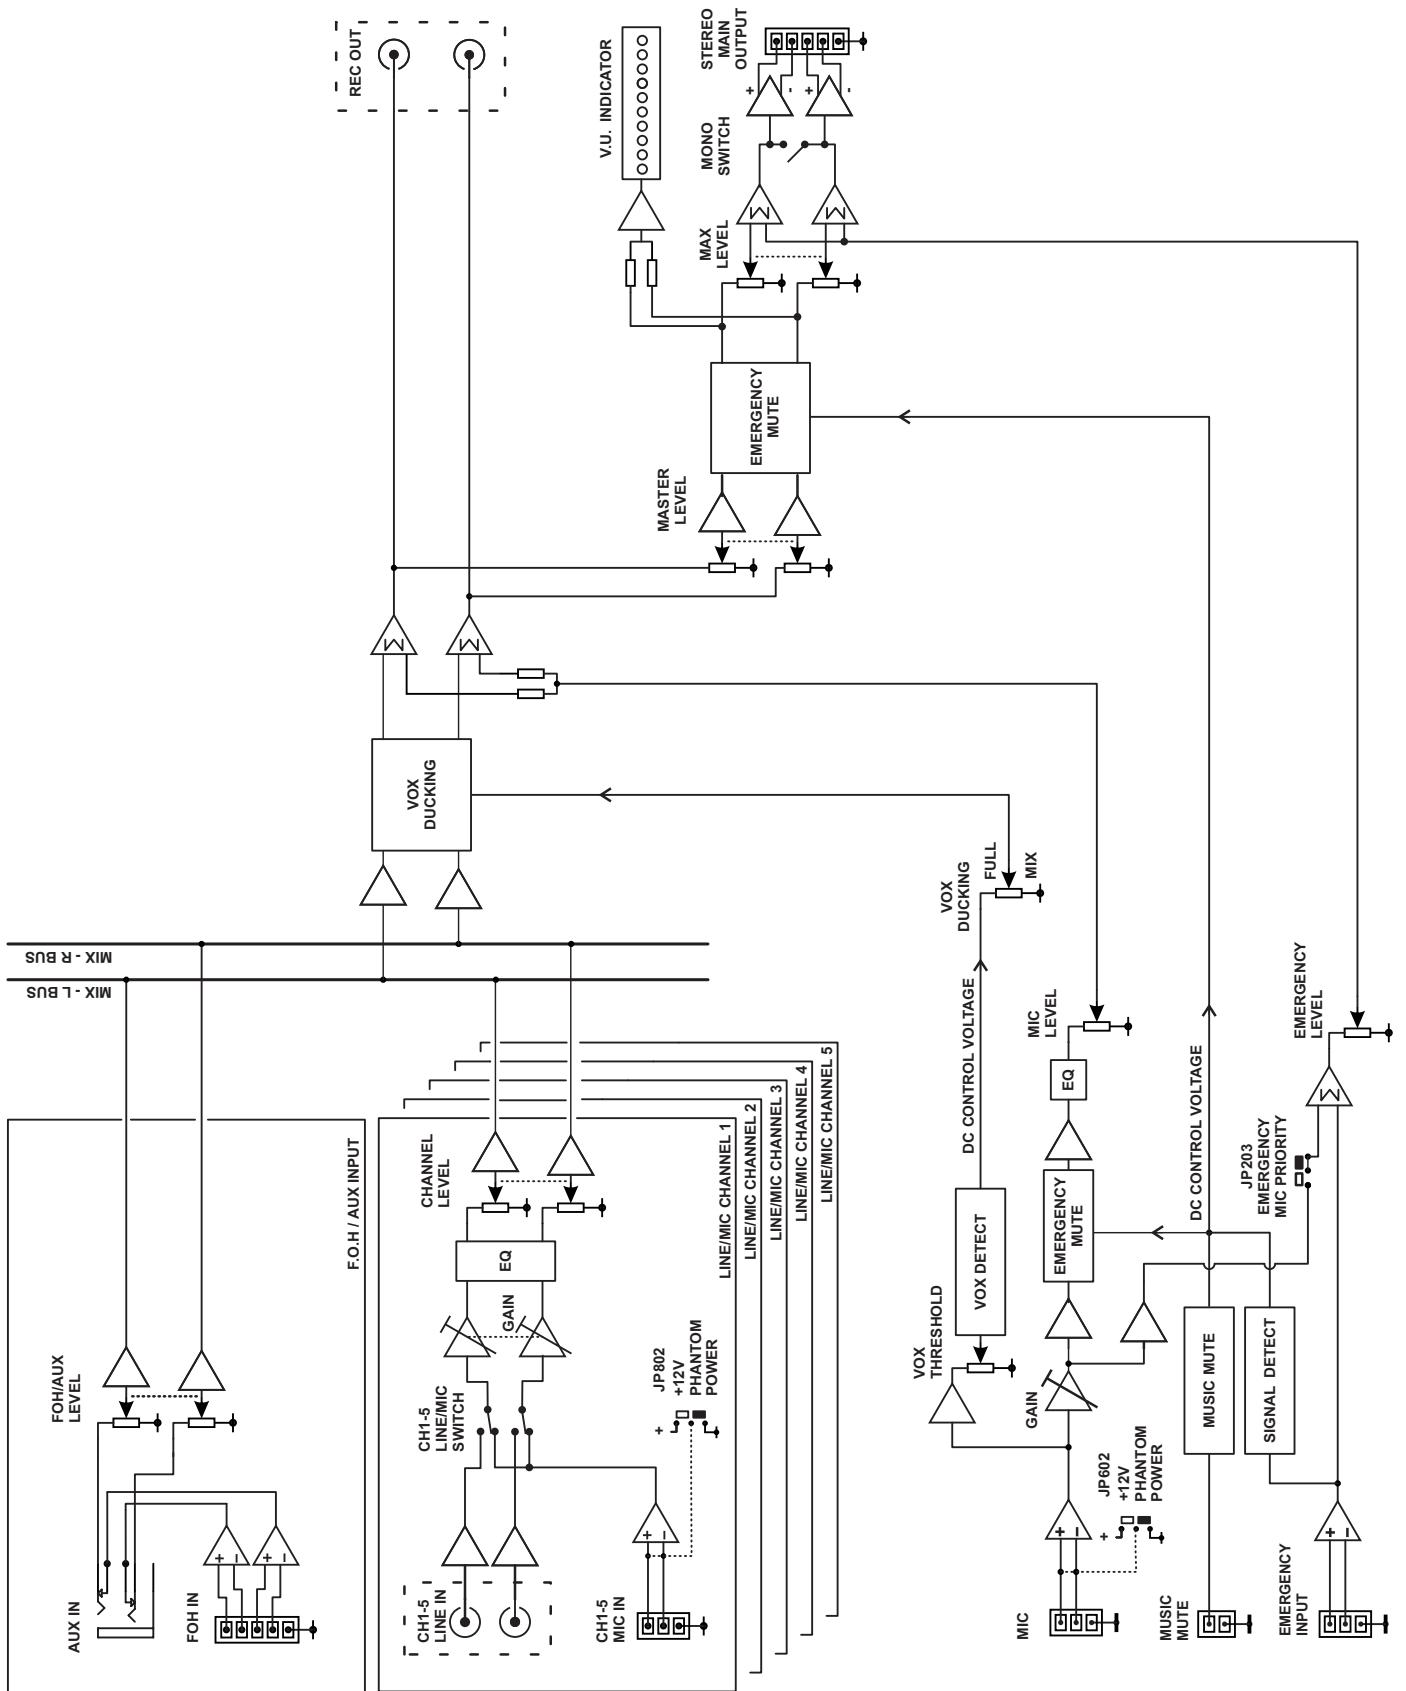 REC OUT
V.U. INDICATOR
STEREO
MAIN
OUTPUT
+
-
+
-
MONO
SWITCH
MAX
LEVEL
Σ
Σ
EMERGENCY
MUTE
MASTER
LEVEL
Σ
Σ
VOX
DUCKING
VOX
DUCKING
FULL
MIX
MIX - R BUS
MIX - L BUS
F.O.H / AUX INPUT
FOH/AUX
LEVEL
AUX IN
FOH IN
+
-
+
-
CHANNEL
LEVEL
EQ
GAIN
CH1-5
LINE/MIC
SWITCH
CH1-5
LINE IN
CH1-5
MIC IN
+
-
JP802
+12V
PHANTOM
POWER
+
LINE/MIC CHANNEL 1
LINE/MIC CHANNEL 2
LINE/MIC CHANNEL 3
LINE/MIC CHANNEL 4
LINE/MIC CHANNEL 5
DC CONTROL VOLTAGE
VOX DETECT
VOX
THRESHOLD
MIC
LEVEL
EQ
EMERGENCY
MUTE
GAIN
JP602
+12V
PHANTOM
POWER
+
MIC
+
-
DC CONTROL VOLTAGE
MUSIC MUTE
SIGNAL DETECT
MUSIC
MUTE
EMERGENCY
LEVEL
Σ
JP203
EMERGENCY
MIC PRIORITY
EMERGENCY
INPUT
+
-